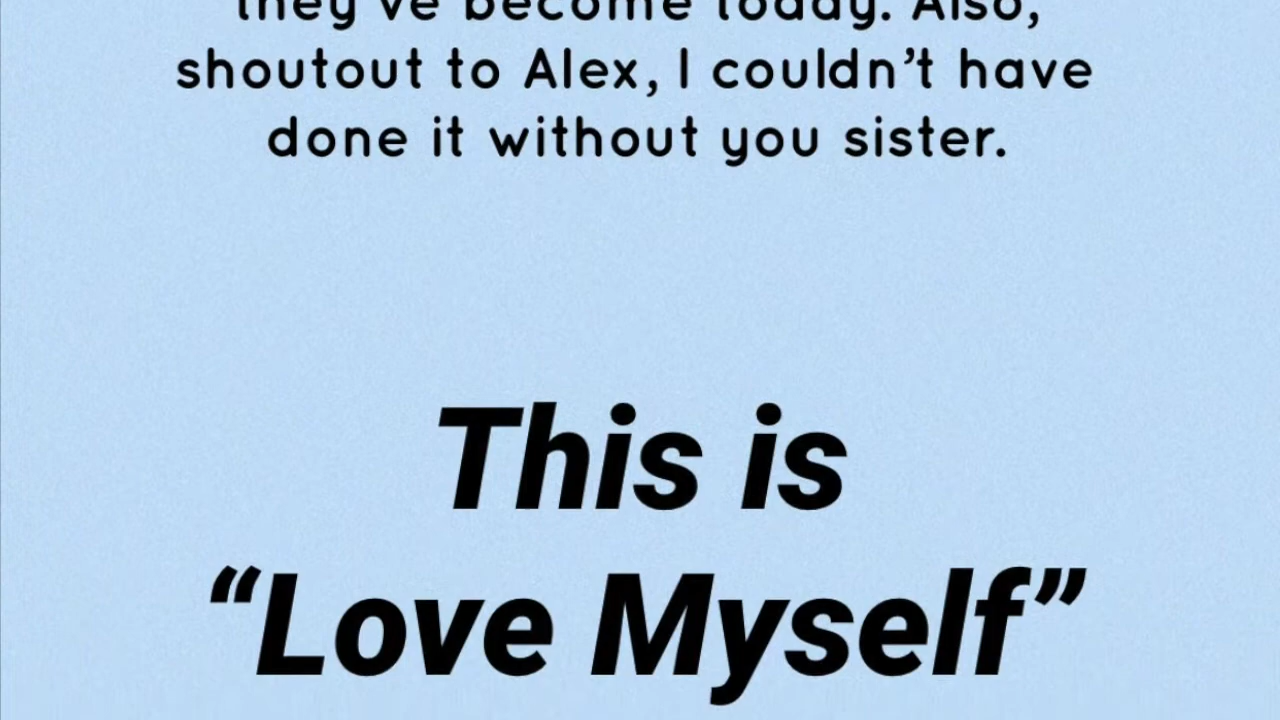 they've become today. Also,
shoutout to Alex, I couldn’t have
done it without you sister.
This is
“Love Myself”